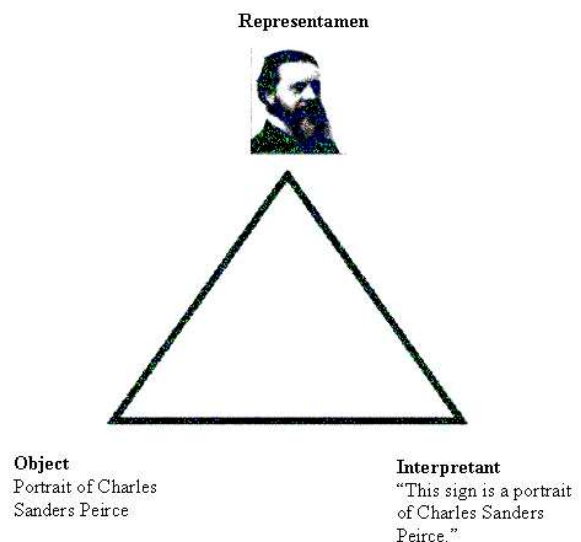 Representamen
Object
Portrait of Charles
Sanders Peirce
Interpretant
“This sign is a portrait
of Charles Sanders
Peirce.”